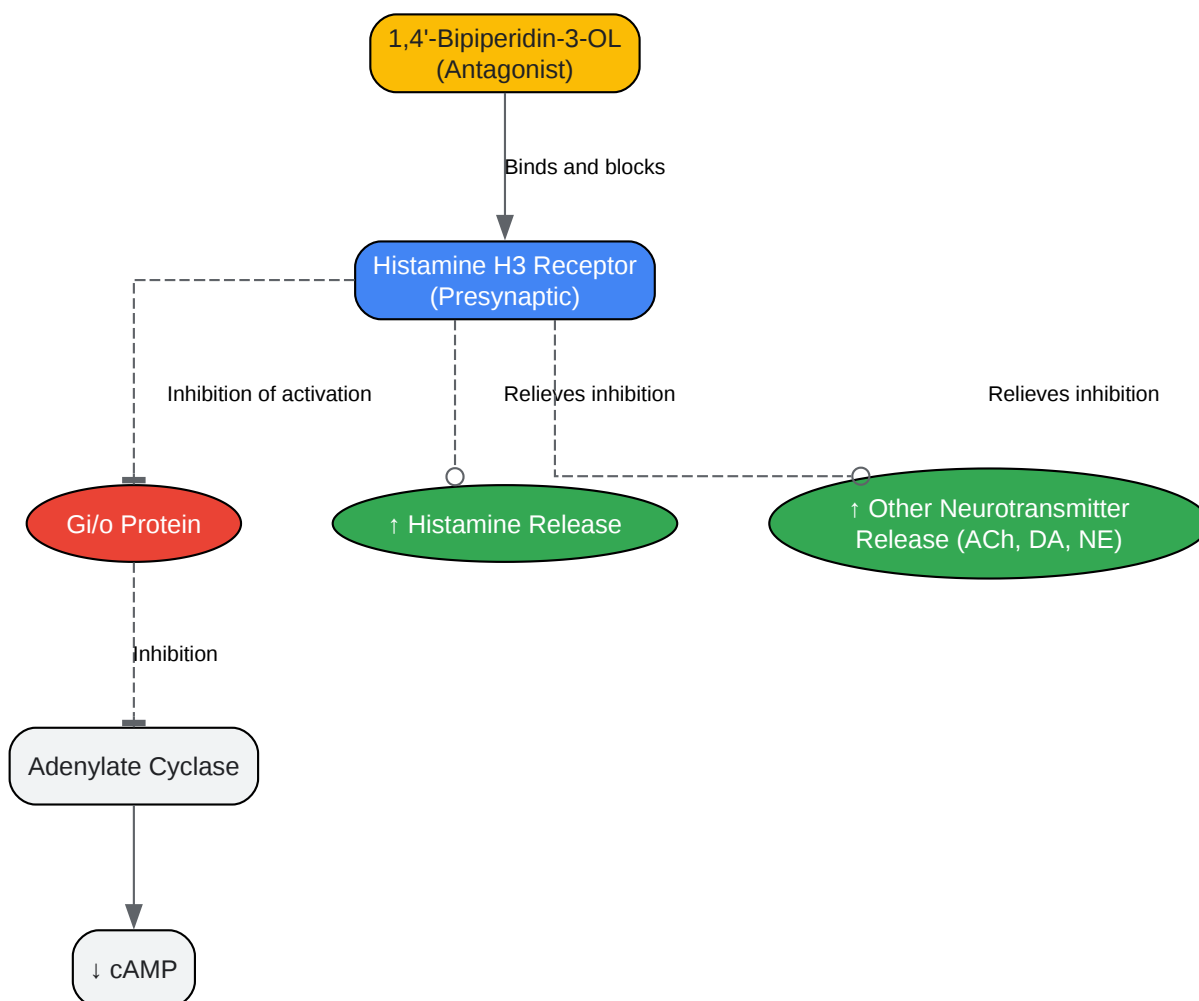 1,4'-Bipiperidin-3-OL
(Antagonist)
Binds and blocks
Histamine H3 Receptor
(Presynaptic)
Inhibition of activation
Relieves inhibition
Relieves inhibition
Gi/o Protein
↑ Histamine Release
↑ Other Neurotransmitter
Release (ACh, DA, NE)
Inhibition
Adenylate Cyclase
↓ cAMP